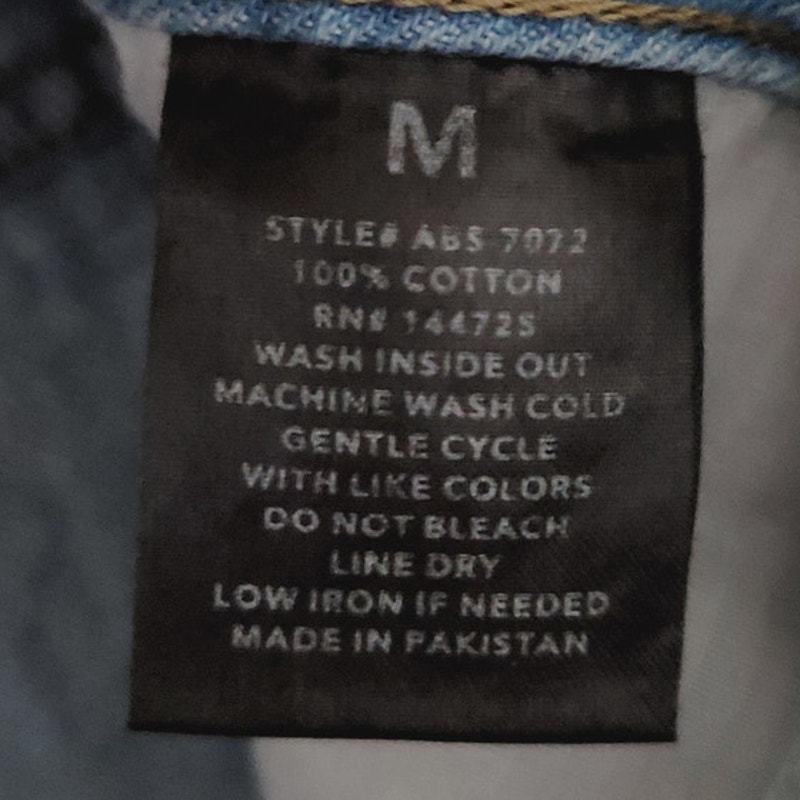 M
STYLE# ABS 7072
100% COTTON
RN# 144725
WASH INSIDE OUT
MACHINE WASH COLD
GENTLE CYCLE
WITH LIKE COLORS
DO NOT BLEACH
LINE DRY
LOW IRON IF NEEDED
MADE IN PAKISTAN